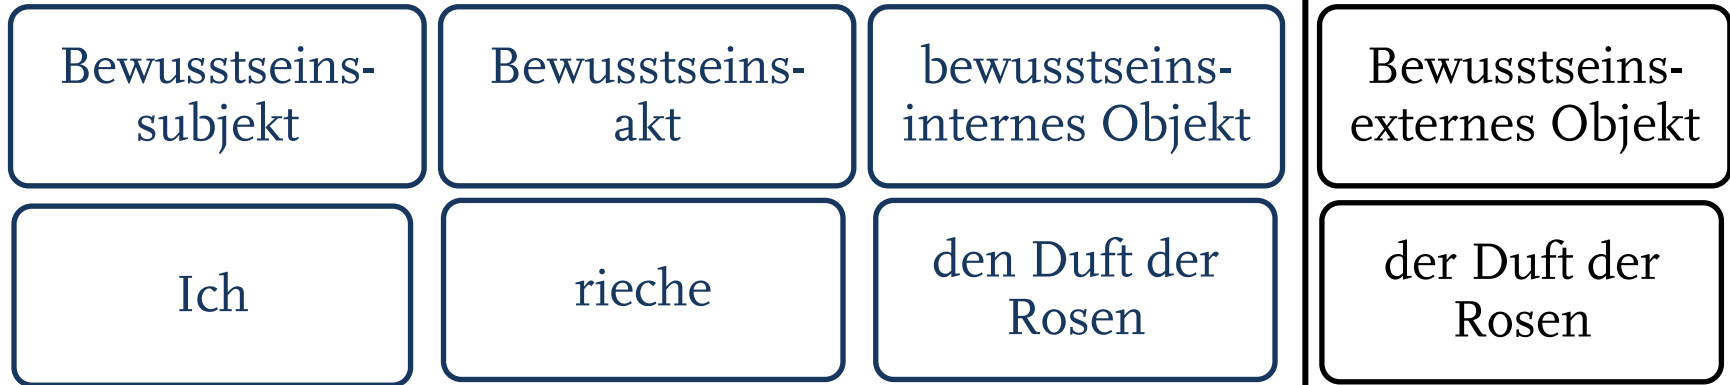 Bewusstseins-
subjekt
Bewusstseins-
akt
bewusstseins-
internes Objekt
Bewusstseins-
externes Objekt
Ich
rieche
den Duft der
Rosen
der Duft der
Rosen